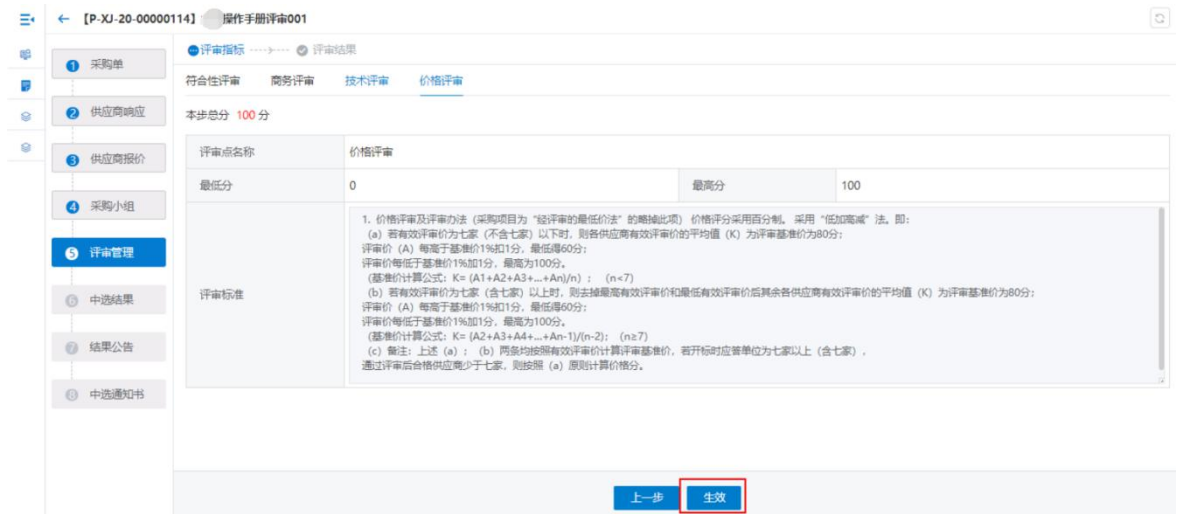 【P-XJ-20-00000114】 操作手册评审001
评审指标 评审结果
1 采购单
2 供应商响应
3 供应商报价
4 采购小组
5 评审管理
6 中选结果
7 结果公告
8 中选通知书
符合性评审 商务评审 技术评审 价格评审
本步总分 100 分
评审点名称 价格评审
最低分 0 最高分 100
评审标准
1. 价格评审及评审办法（采购项目为“经评审的最低价法”的略掉此项） 价格评分采用百分制。 采用“低加高减”法。即:
（a）若有效评审价为七家（不含七家）以下时，则各供应商有效评审价的平均值（K）为评审基准价为80分;
评审价（A）每高于基准价1%扣1分，最低得60分;
评审价每低于基准价1%加1分，最高为100分。
（基准价计算公式: K= (A1+A2+A3+...+An)/n）; （n<7）
（b）若有效评审价为七家（含七家）以上时，则去掉最高有效评审价和最低有效评审价后其余各供应商有效评审价的平均值（K）为评审基准价为80分;
评审价（A）每高于基准价1%扣1分，最低得60分;
评审价每低于基准价1%加1分，最高为100分。
（基准价计算公式: K= (A2+A3+A4+...+An-1)/(n-2); （n≥7）
（c）备注: 上述（a）;（b）两条均按照有效评审价计算评审基准价，若开标时应答单位为七家以上（含七家），
通过评审后合格供应商少于七家，则按照（a）原则计算价格分。
上一步 生效